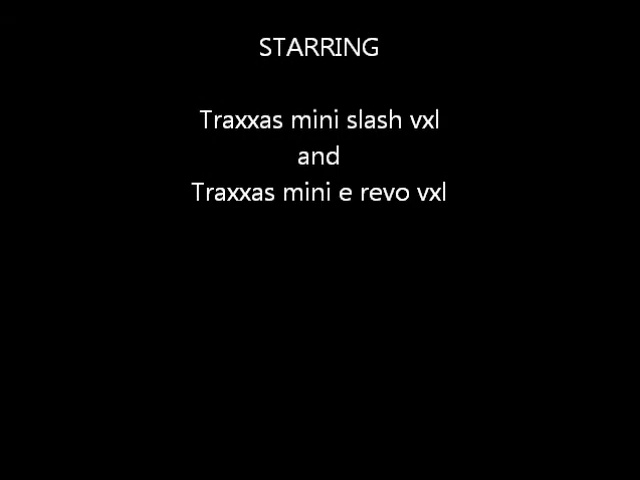 STARRING
Traxxas mini slash vxl
and
Traxxas mini e revo vxl